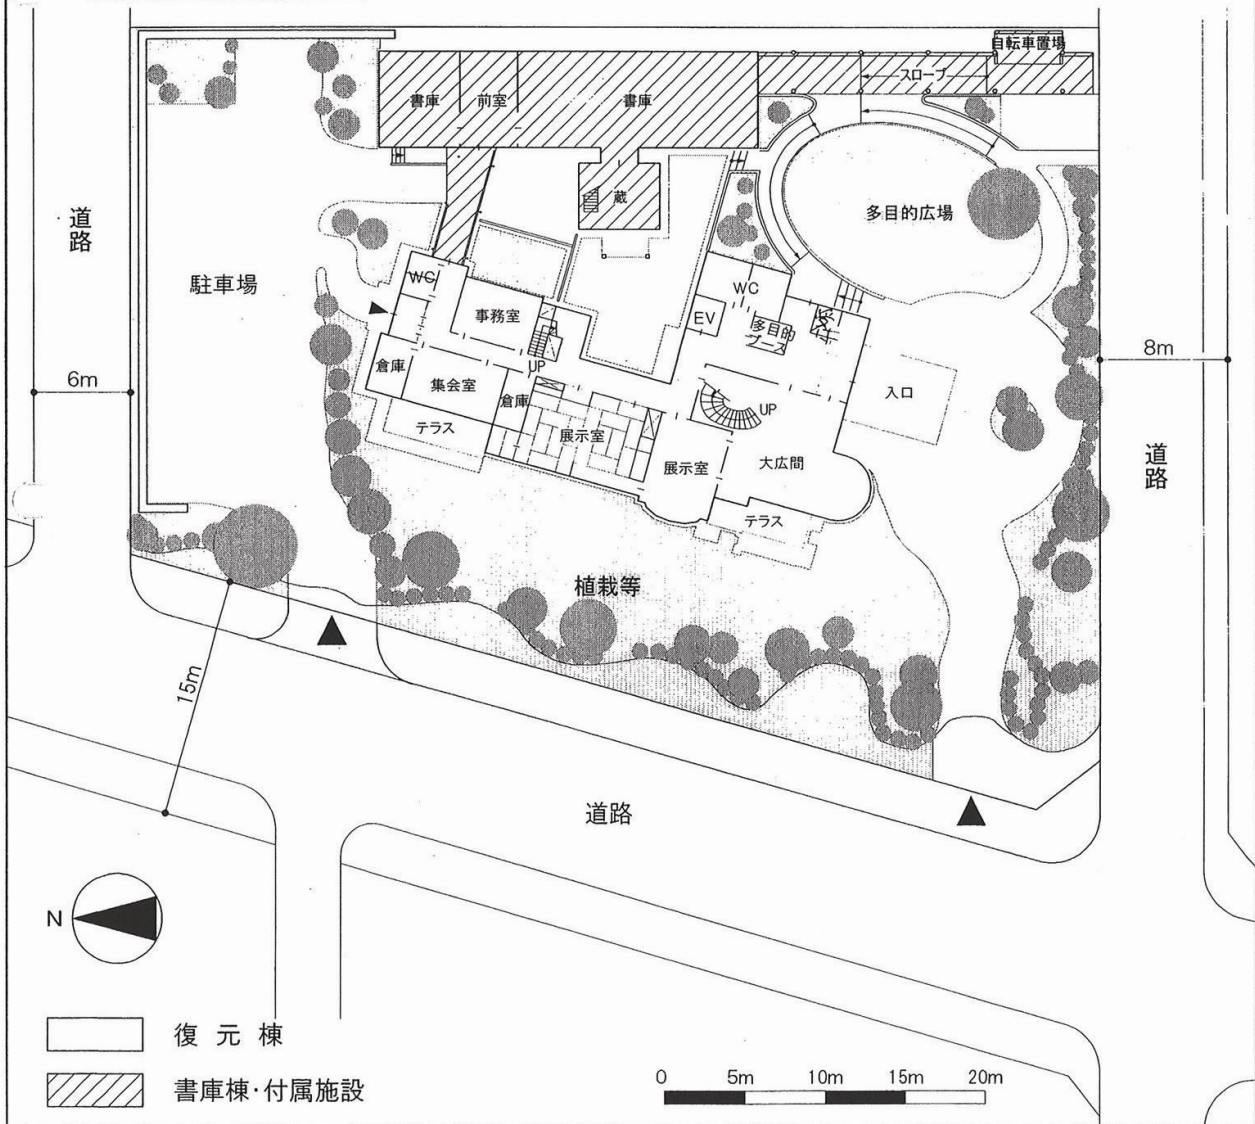 自転車置場
スロープ
書庫
前室
書庫
蔵
多目的広場
道路
駐車場
WC
事務室
WC
EV
多目的
ブース
受付
UP
倉庫
集会室
倉庫
テラス
展示室
展示室
UP
大広間
テラス
入口
6m
8m
道路
植栽等
15m
道路
N
復元棟
書庫棟・付属施設
0 5m 10m 15m 20m